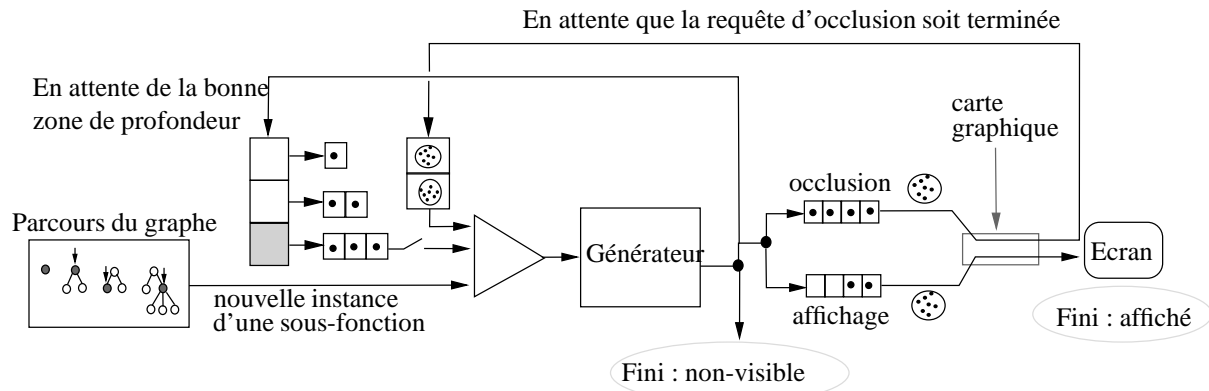 En attente que la requête d’occlusion soit terminée
En attente de la bonne
zone de profondeur
carte
graphique
occlusion
Parcours du graphe
Générateur
Ecran
nouvelle instance
d’une sous-fonction
affichage
Fini : affiché
Fini : non-visible